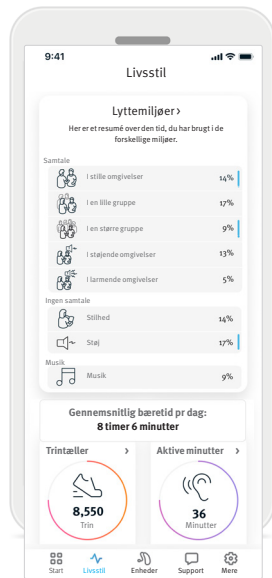 9:41
Livsstil
Lyttemiljøer ›
Her er et resumé over den tid, du har brugt i de
forskellige miljøer.
Samtale
I stille omgivelser 14%
I en lille gruppe 17%
I en større gruppe 9%
I støjende omgivelser 13%
I larmende omgivelser 5%
Ingen samtale
Stilhed 14%
Støj 17%
Musik
Musik 9%
Gennemsnitlig bæretid pr dag:
8 timer 6 minutter
Trintæller ›
Aktive minutter ›
8,550
Trin
36
Minutter
Start Livsstil Enheder Support Mere